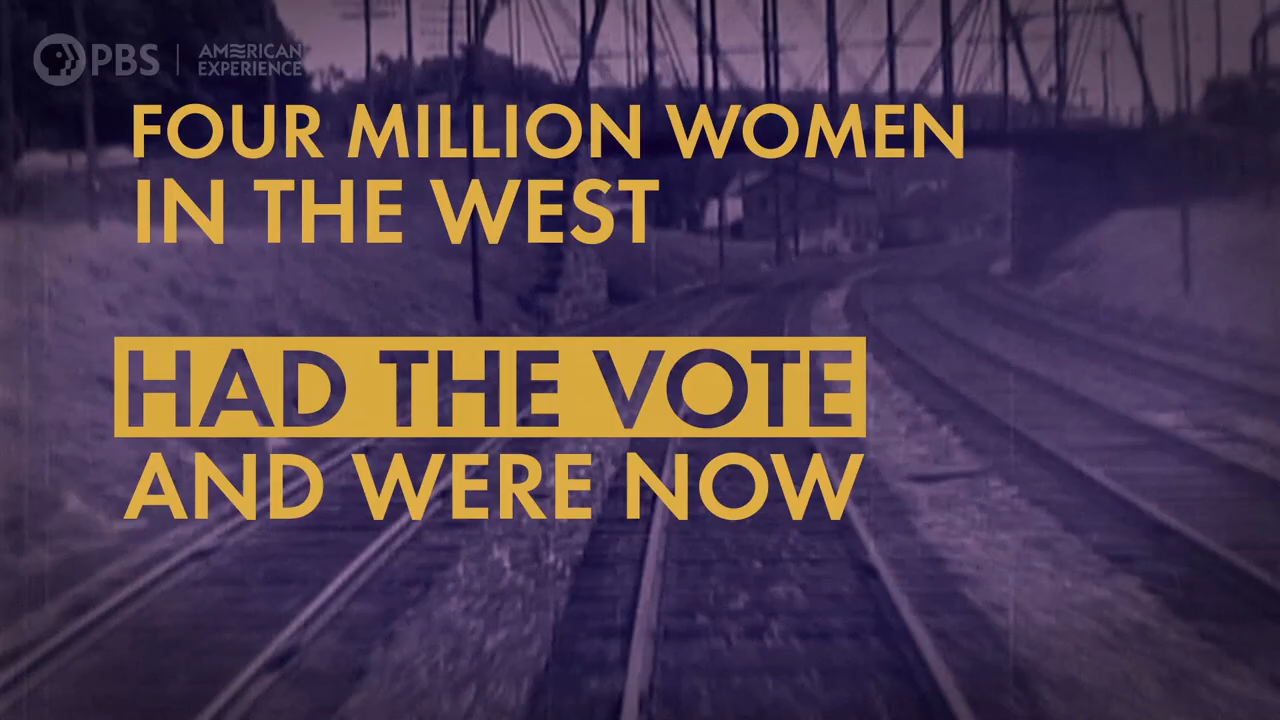 PBS | AMERICAN
EXPERIENCE
FOUR MILLION WOMEN
IN THE WEST
HAD THE VOTE
AND WERE NOW